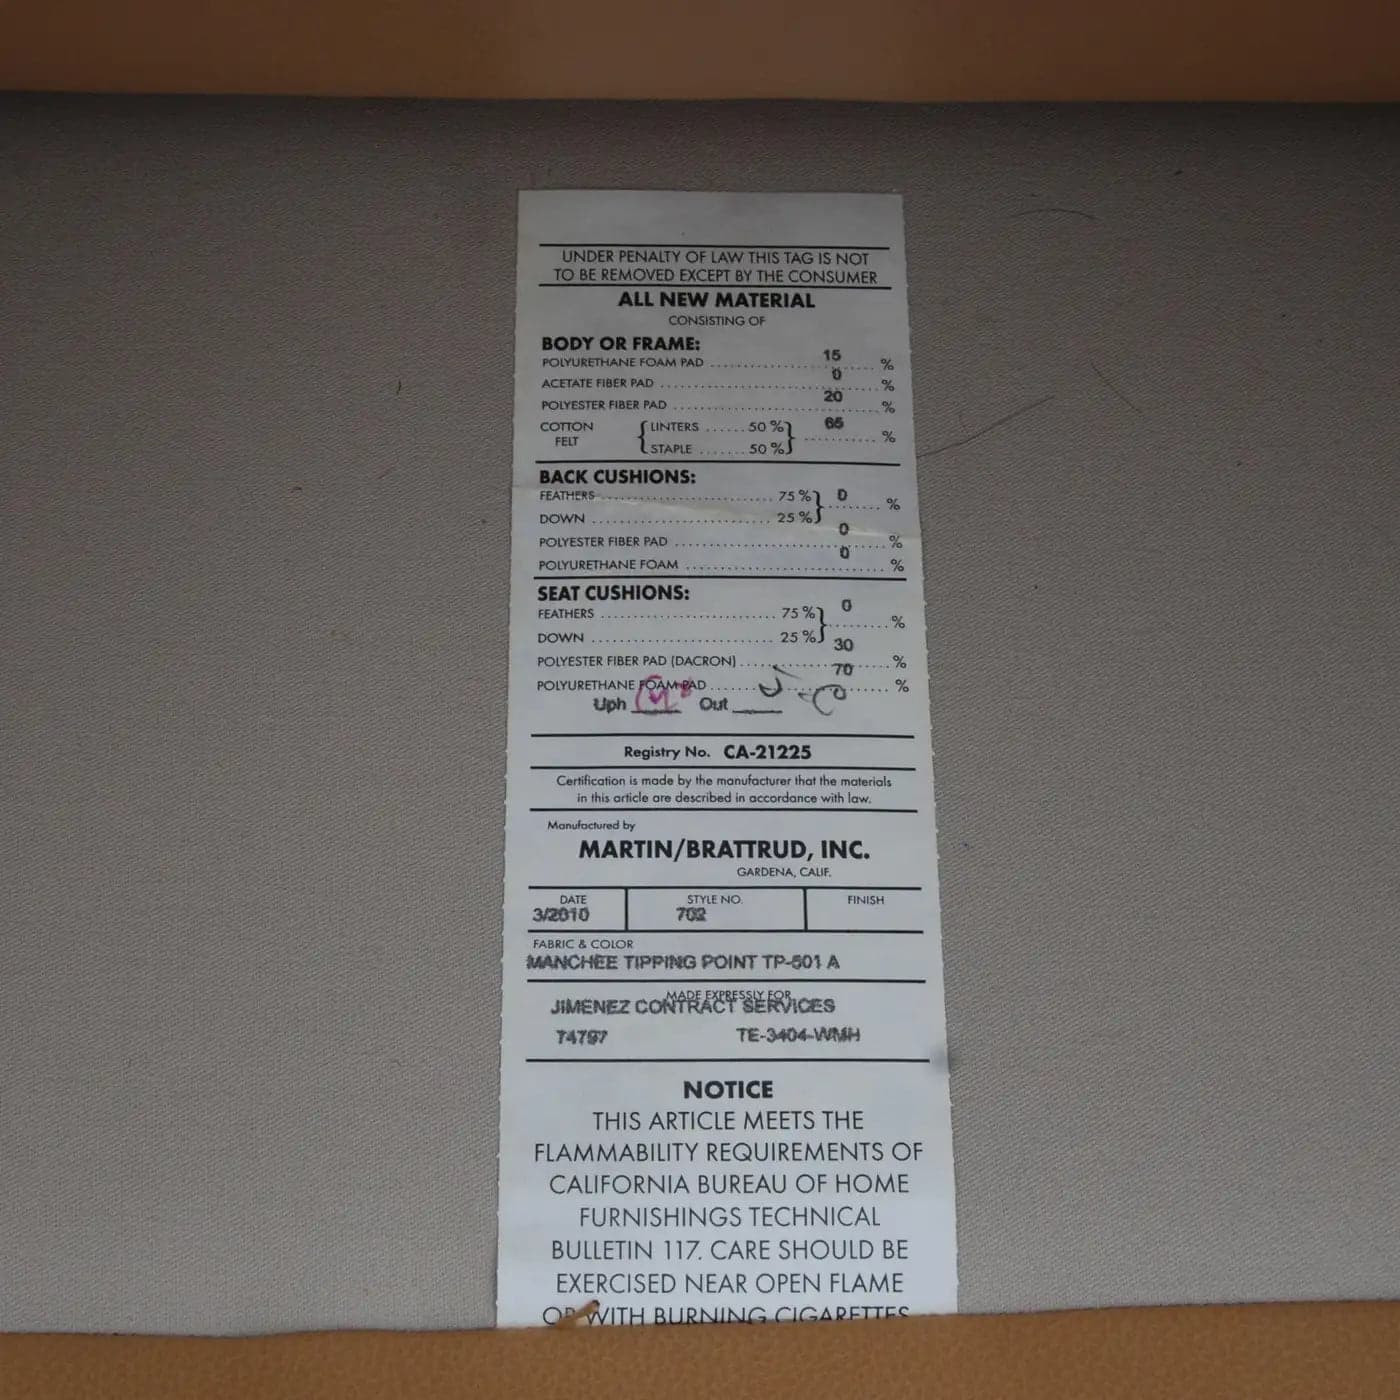 UNDER PENALTY OF LAW THIS TAG IS NOT
TO BE REMOVED EXCEPT BY THE CONSUMER
ALL NEW MATERIAL
CONSISTING OF
BODY OR FRAME:
POLYURETHANE FOAM PAD ........ 15 %
ACETATE FIBER PAD ........ 0 %
POLYESTER FIBER PAD ........ 20 %
COTTON FELT { LINTERS ...... 50 % } ........ 65 %
STAPLE ....... 50 %
BACK CUSHIONS:
FEATHERS ........ 75 % } 0 %
DOWN ........ 25 %
POLYESTER FIBER PAD ........ 0 %
POLYURETHANE FOAM ........ 0 %
SEAT CUSHIONS:
FEATHERS ........ 75 % } 0 %
DOWN ........ 25 %
POLYESTER FIBER PAD (DACRON) ........ 30 %
POLYURETHANE FOAM PAD ........ 70 %
Uph ____ Out ____
Registry No. CA-21225
Certification is made by the manufacturer that the materials
in this article are described in accordance with law.
Manufactured by
MARTIN/BRATTRUD, INC.
GARDENA, CALIF.
DATE STYLE NO. FINISH
3/2010 702
FABRIC & COLOR
MANCHEE TIPPING POINT TP-501 A
MADE EXPRESSLY FOR
JIMENEZ CONTRACT SERVICES
74797 TE-3404-WMH
NOTICE
THIS ARTICLE MEETS THE
FLAMMABILITY REQUIREMENTS OF
CALIFORNIA BUREAU OF HOME
FURNISHINGS TECHNICAL
BULLETIN 117. CARE SHOULD BE
EXERCISED NEAR OPEN FLAME
OR WITH BURNING CIGARETTES